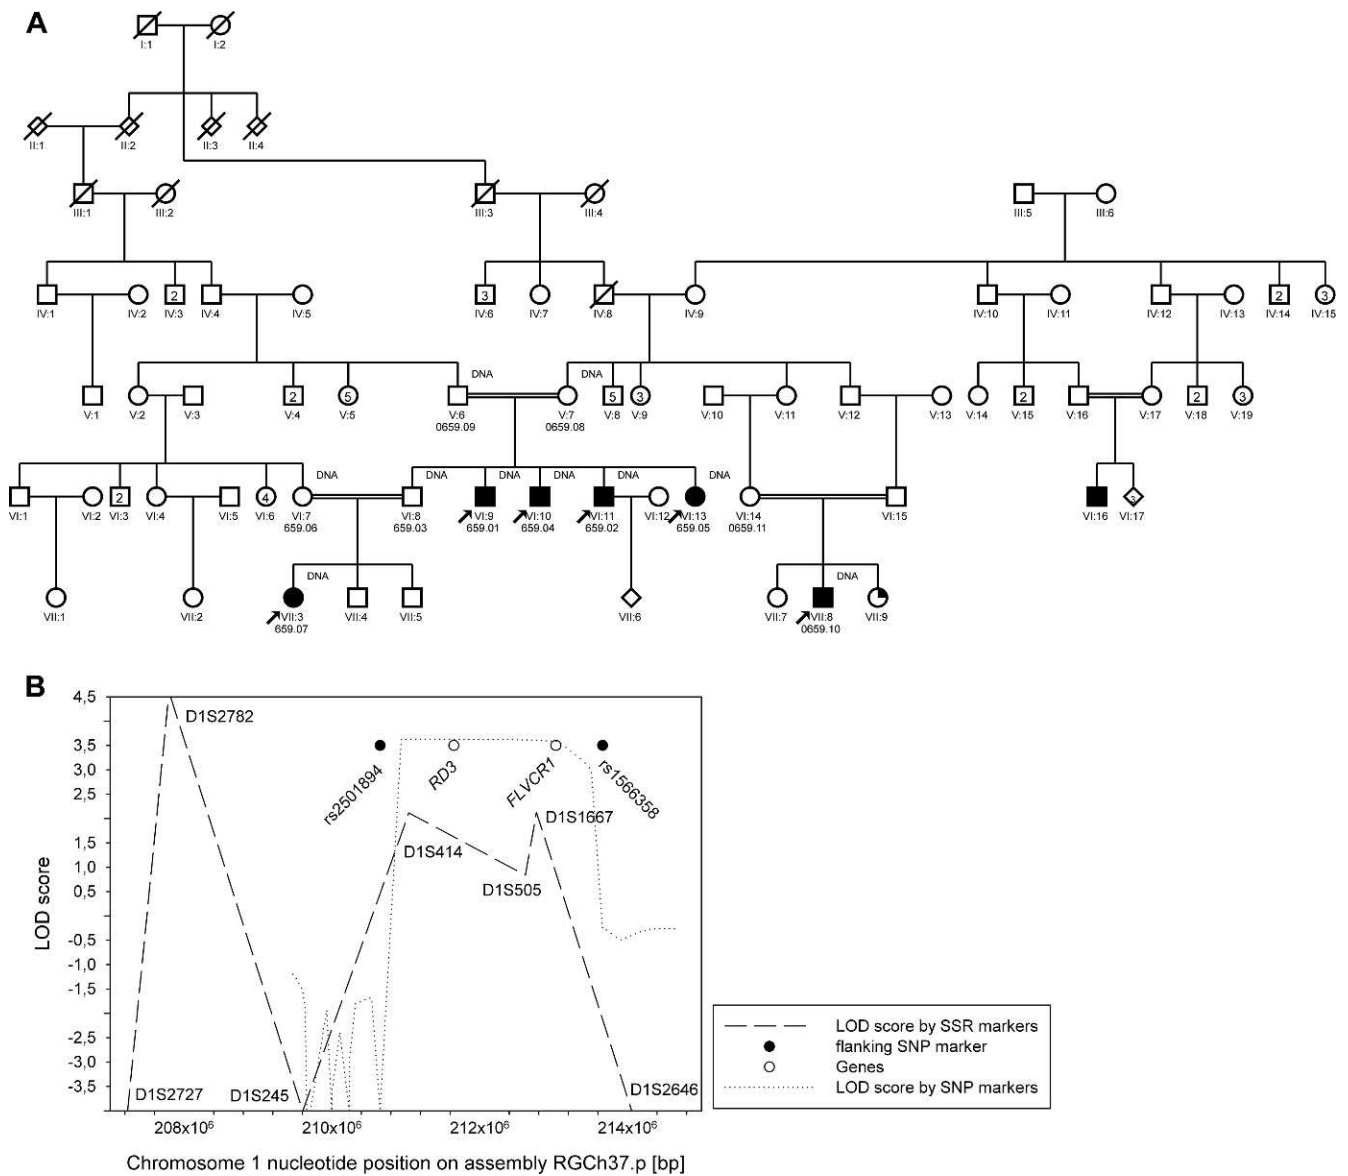 A
I:1 I:2
II:1 II:2 II:3 II:4
III:1 III:2 III:3 III:4 III:5 III:6
2 3 2 3
IV:1 IV:2 IV:3 IV:4 IV:5 IV:6 IV:7 IV:8 IV:9 IV:10 IV:11 IV:12 IV:13 IV:14 IV:15
DNA DNA
2 5 5 3 2 2 3
V:1 V:2 V:3 V:4 V:5 V:6 V:7 V:8 V:9 V:10 V:11 V:12 V:13 V:14 V:15 V:16 V:17 V:18 V:19
0659.09 0659.08
DNA DNA DNA DNA DNA DNA
2 4 3
VI:1 VI:2 VI:3 VI:4 VI:5 VI:6 VI:7 VI:8 VI:9 VI:10 VI:11 VI:12 VI:13 VI:14 VI:15 VI:16 VI:17
659.06 659.03 659.01 659.04 659.02 659.05 0659.11
DNA DNA
VII:1 VII:2 VII:3 VII:4 VII:5 VII:6 VII:7 VII:8 VII:9
659.07 0659.10
B
4,5
D1S2782
3,5
3,0
2,5
1,5
1,0
0,5
-0,5
-1,0
-1,5
-2,5
-3,0
-3,5
LOD score
rs2501894
RD3
FLVCR1
rs1566358
D1S1667
D1S414
D1S505
D1S2727
D1S245
D1S2646
208x10⁶ 210x10⁶ 212x10⁶ 214x10⁶
Chromosome 1 nucleotide position on assembly RGCh37.p [bp]
LOD score by SSR markers
flanking SNP marker
Genes
LOD score by SNP markers